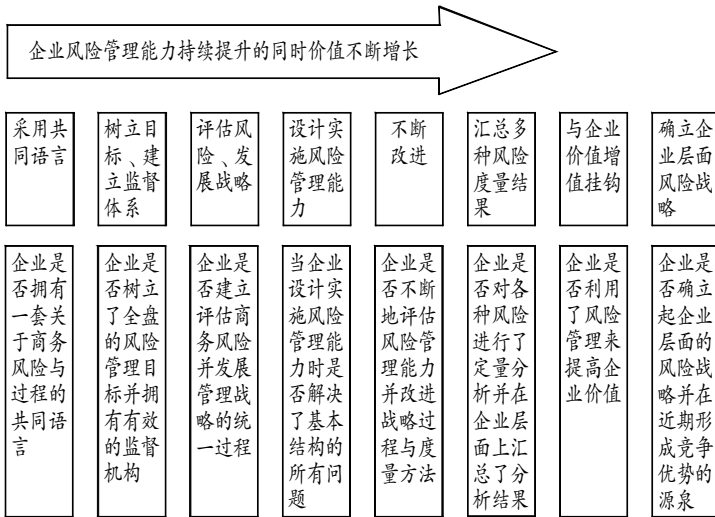 企业风险管理能力持续提升的同时价值不断增长
采用共
同语言
树立目
标、建
立监督
体系
评估风
险、发
展战略
设计实
施风险
管理能
力
不断
改进
汇总多
种风险
度量结
果
与企业
价值增
值挂钩
确立企
业层面
风险战
略
企业是
否拥有
一套关
于商务
风险与
过程的
共同语
言
企业是
否树立
了全盘
的风险
管理目
标并拥
有有效
的监督
机构
企业是
否建立
评估商
务风险
并发展
管理战
略的统
一过程
当企业
设计实
施风险
管理能
力时是
否解决
了基本
结构的
所有问
题
企业是
否不断
地评估
风险管
理能力
并改进
战略过
程与度
量方法
企业是
否对各
种风险
进行了
定量分
析并在
企业层
面上汇
总了分
析结果
企业是
否利用
了风险
管理来
提高企
业价值
企业是
否确立
起企业
层面的
风险战
略并在
近期形
成竞争
优势的
源泉